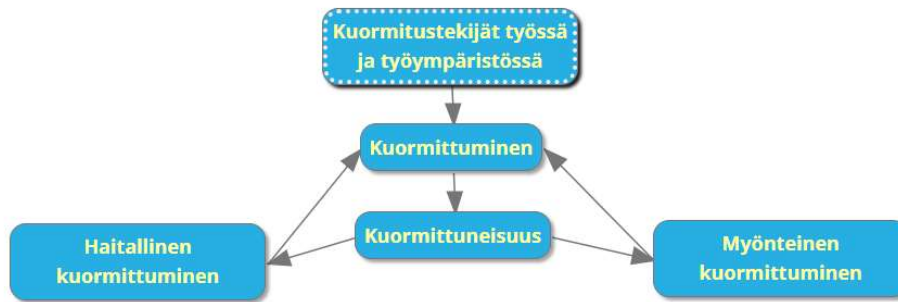 Kuormitustekijät työssä
ja työympäristössä
Kuormittuminen
Kuormittuneisuus
Haitallinen
kuormittuminen
Myönteinen
kuormittuminen